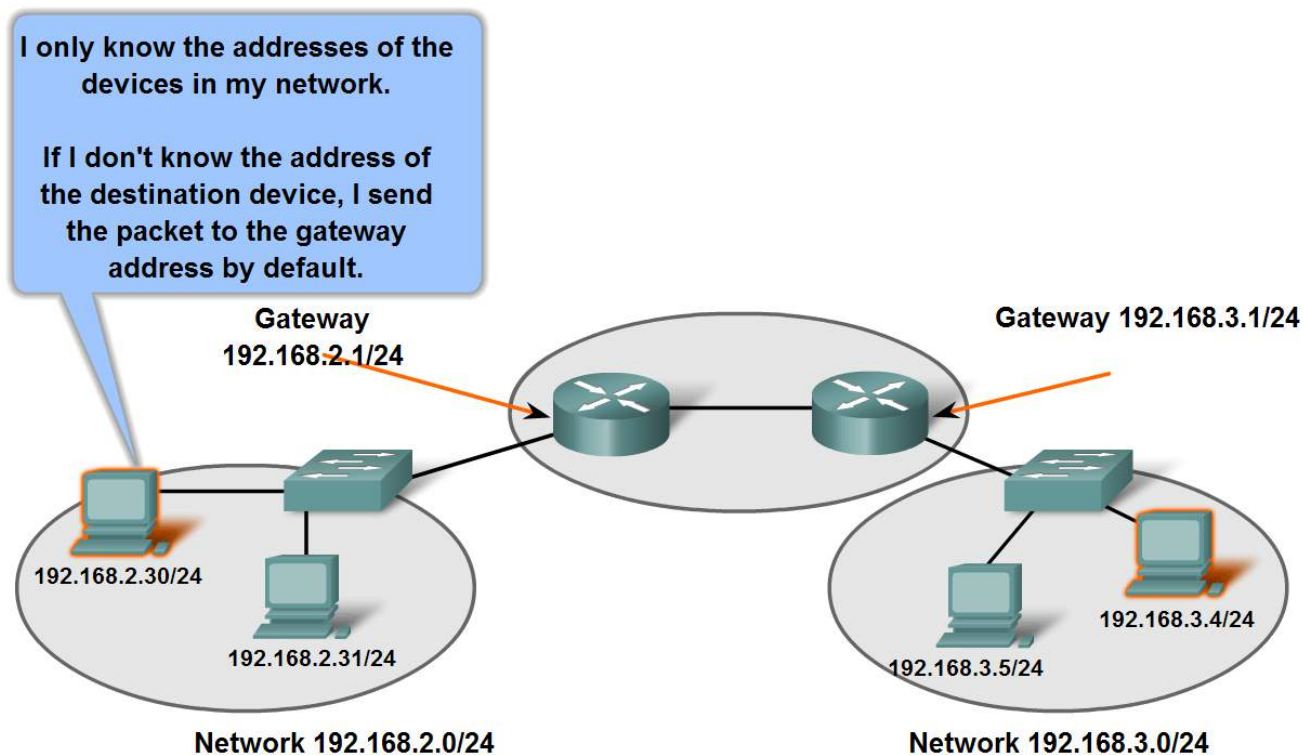 I only know the addresses of the
devices in my network.
If I don't know the address of
the destination device, I send
the packet to the gateway
address by default.
Gateway
192.168.2.1/24
Gateway 192.168.3.1/24
192.168.2.30/24
192.168.2.31/24
192.168.3.4/24
192.168.3.5/24
Network 192.168.2.0/24
Network 192.168.3.0/24